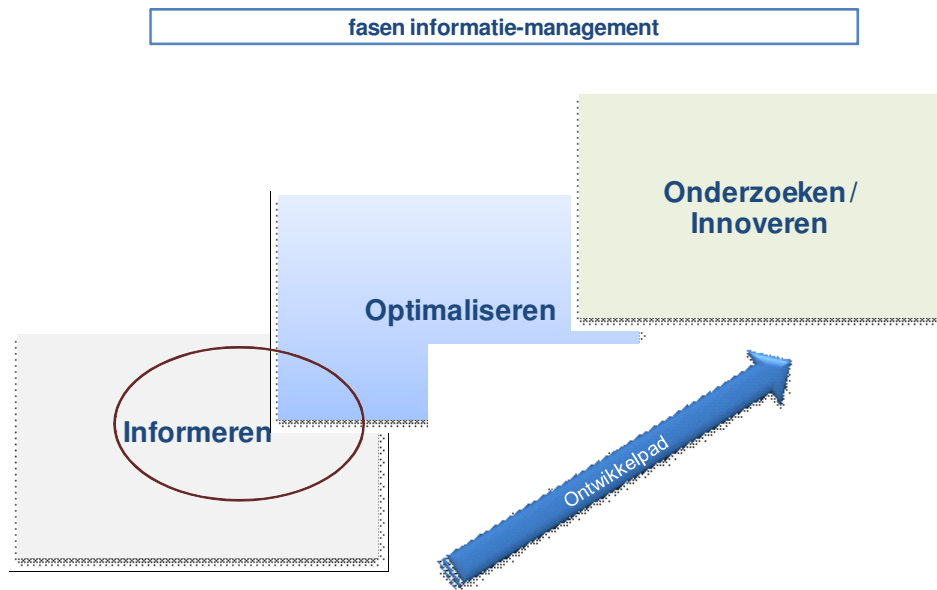 fasen informatie-management
Onderzoeken/
Innoveren
Optimaliseren
Informeren
Ontwikkelpad